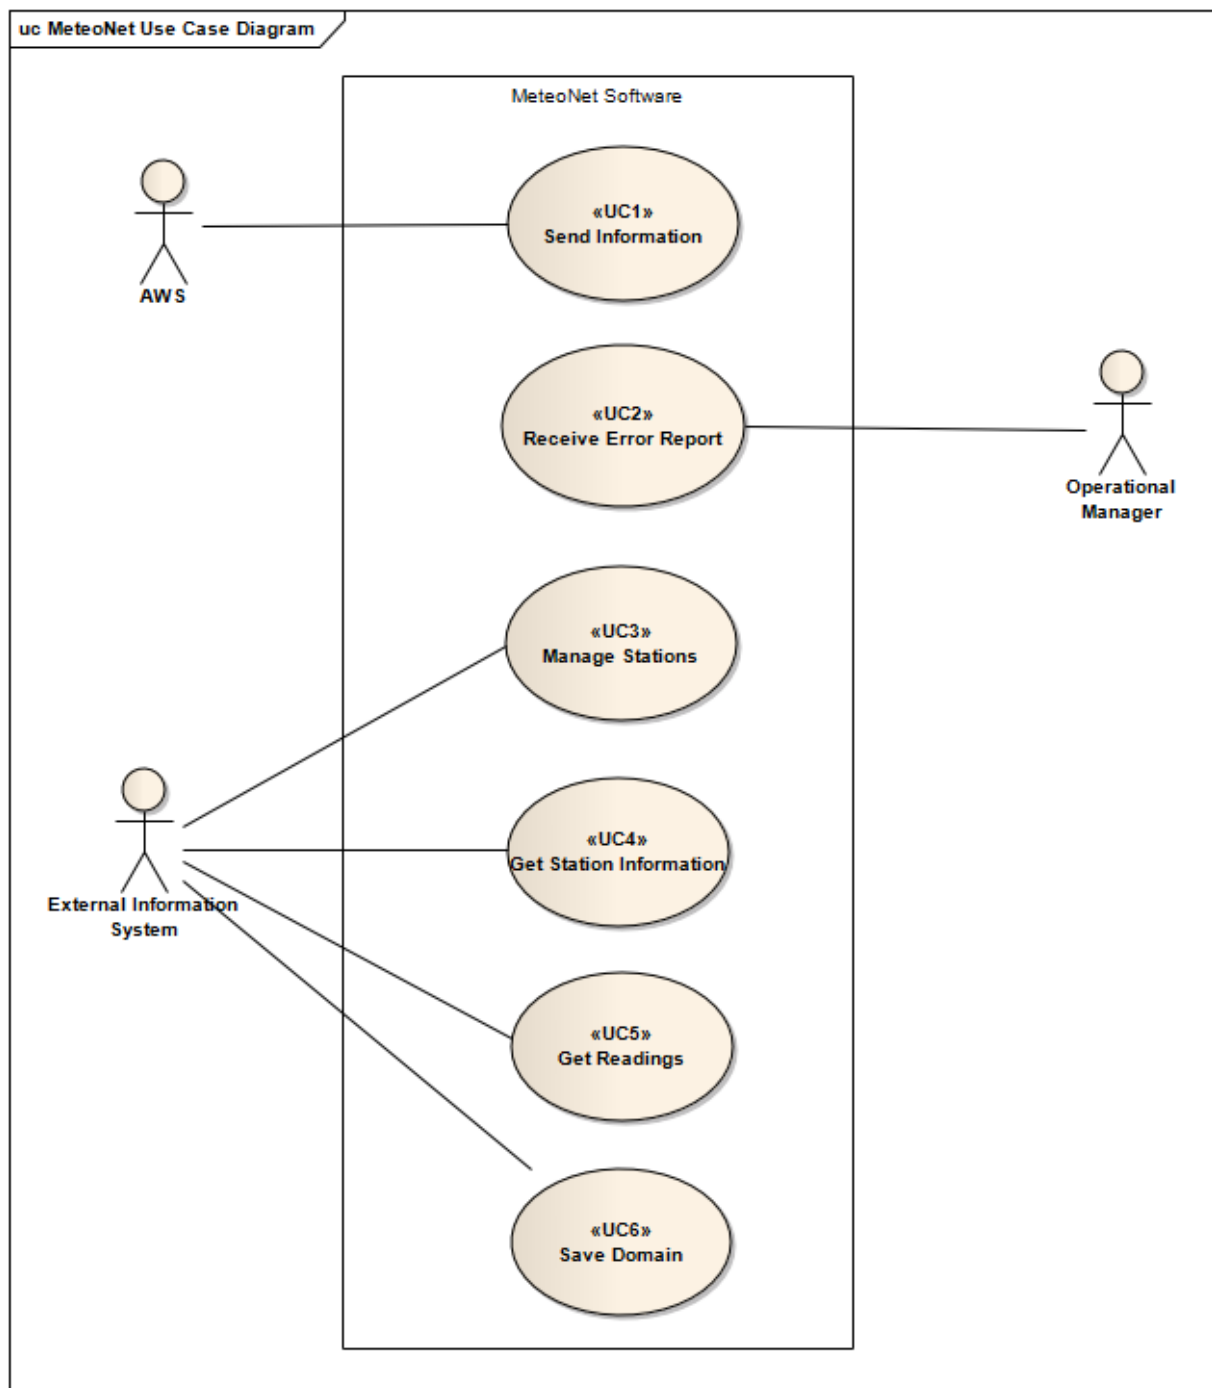 uc MeteoNet Use Case Diagram
MeteoNet Software
«UC1»
Send Information
AWS
«UC2»
Receive Error Report
Operational
Manager
«UC3»
Manage Stations
«UC4»
Get Station Information
External Information
System
«UC5»
Get Readings
«UC6»
Save Domain